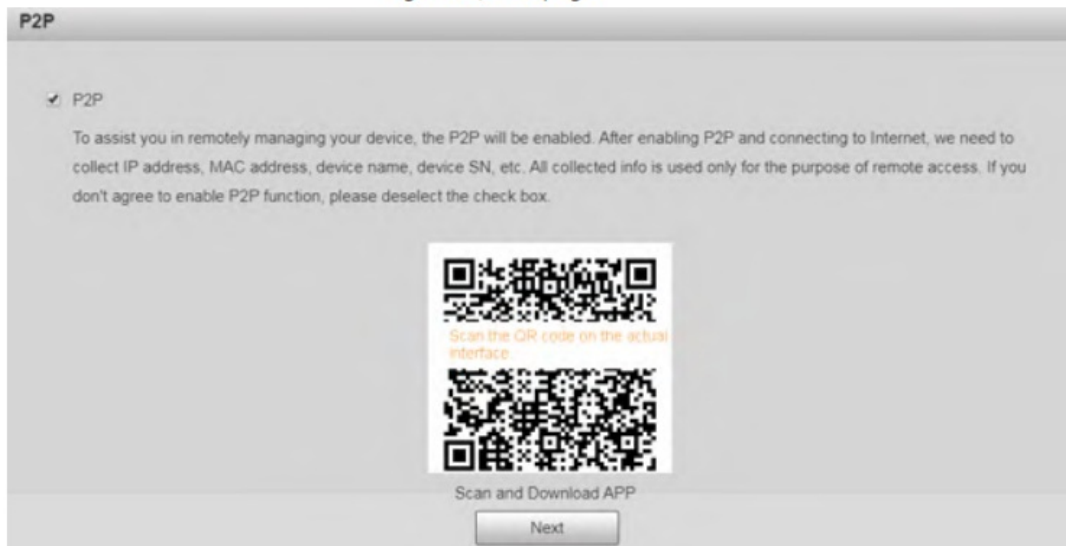 P2P
P2P
To assist you in remotely managing your device, the P2P will be enabled. After enabling P2P and connecting to Internet, we need to
collect IP address, MAC address, device name, device SN, etc. All collected info is used only for the purpose of remote access. If you
don't agree to enable P2P function, please deselect the check box.
Scan the QR code on the actual
interface
Scan and Download APP
Next